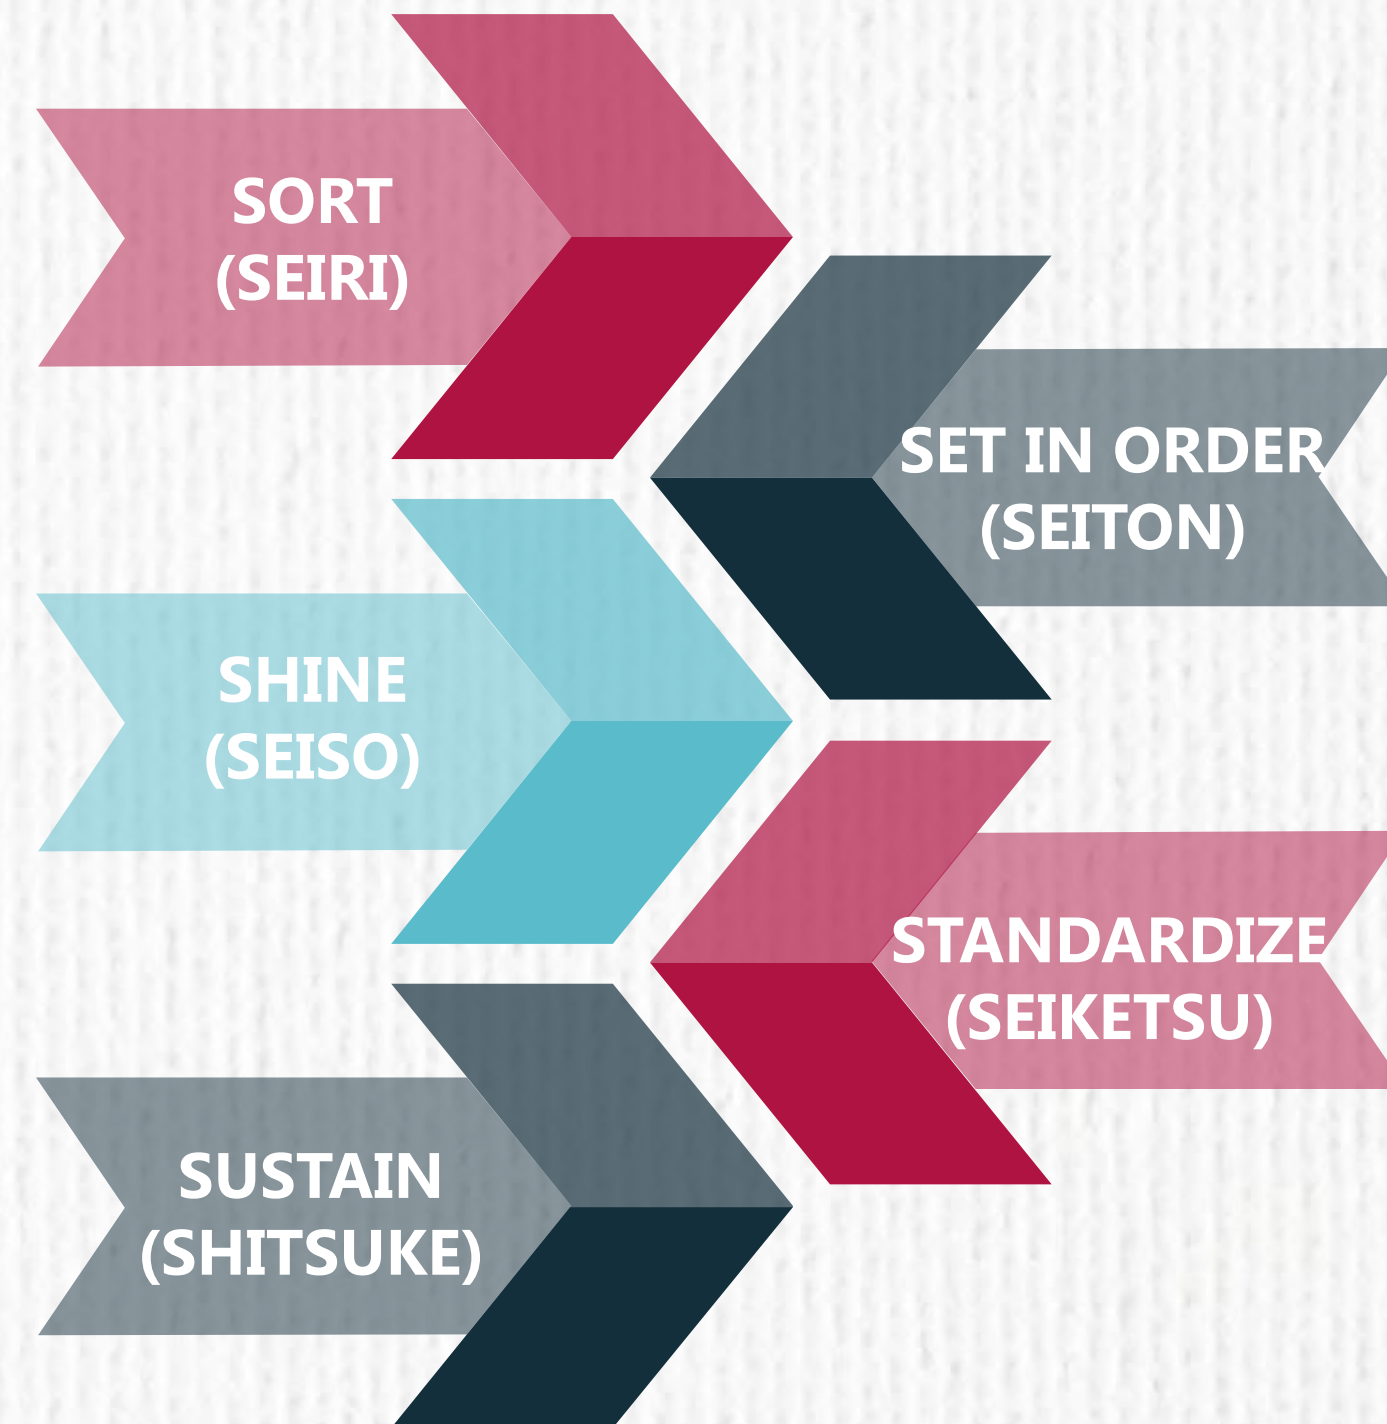 SORT
(SEIRI)
SET IN ORDER
(SEITON)
SHINE
(SEISO)
STANDARDIZE
(SEIKETSU)
SUSTAIN
(SHITSUKE)